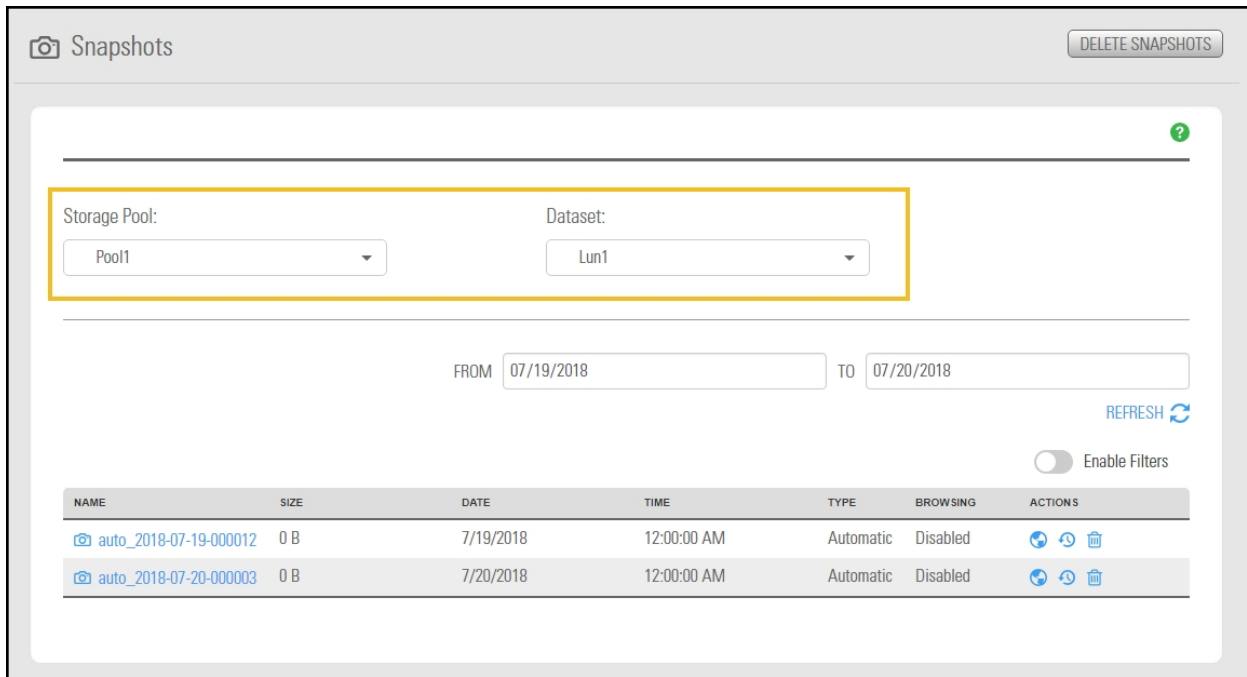 Snapshots
DELETE SNAPSHOTS
?
Storage Pool: Dataset:
Pool1 Lun1
FROM 07/19/2018 TO 07/20/2018
REFRESH
Enable Filters
NAME SIZE DATE TIME TYPE BROWSING ACTIONS
auto_2018-07-19-000012 0 B 7/19/2018 12:00:00 AM Automatic Disabled
auto_2018-07-20-000003 0 B 7/20/2018 12:00:00 AM Automatic Disabled